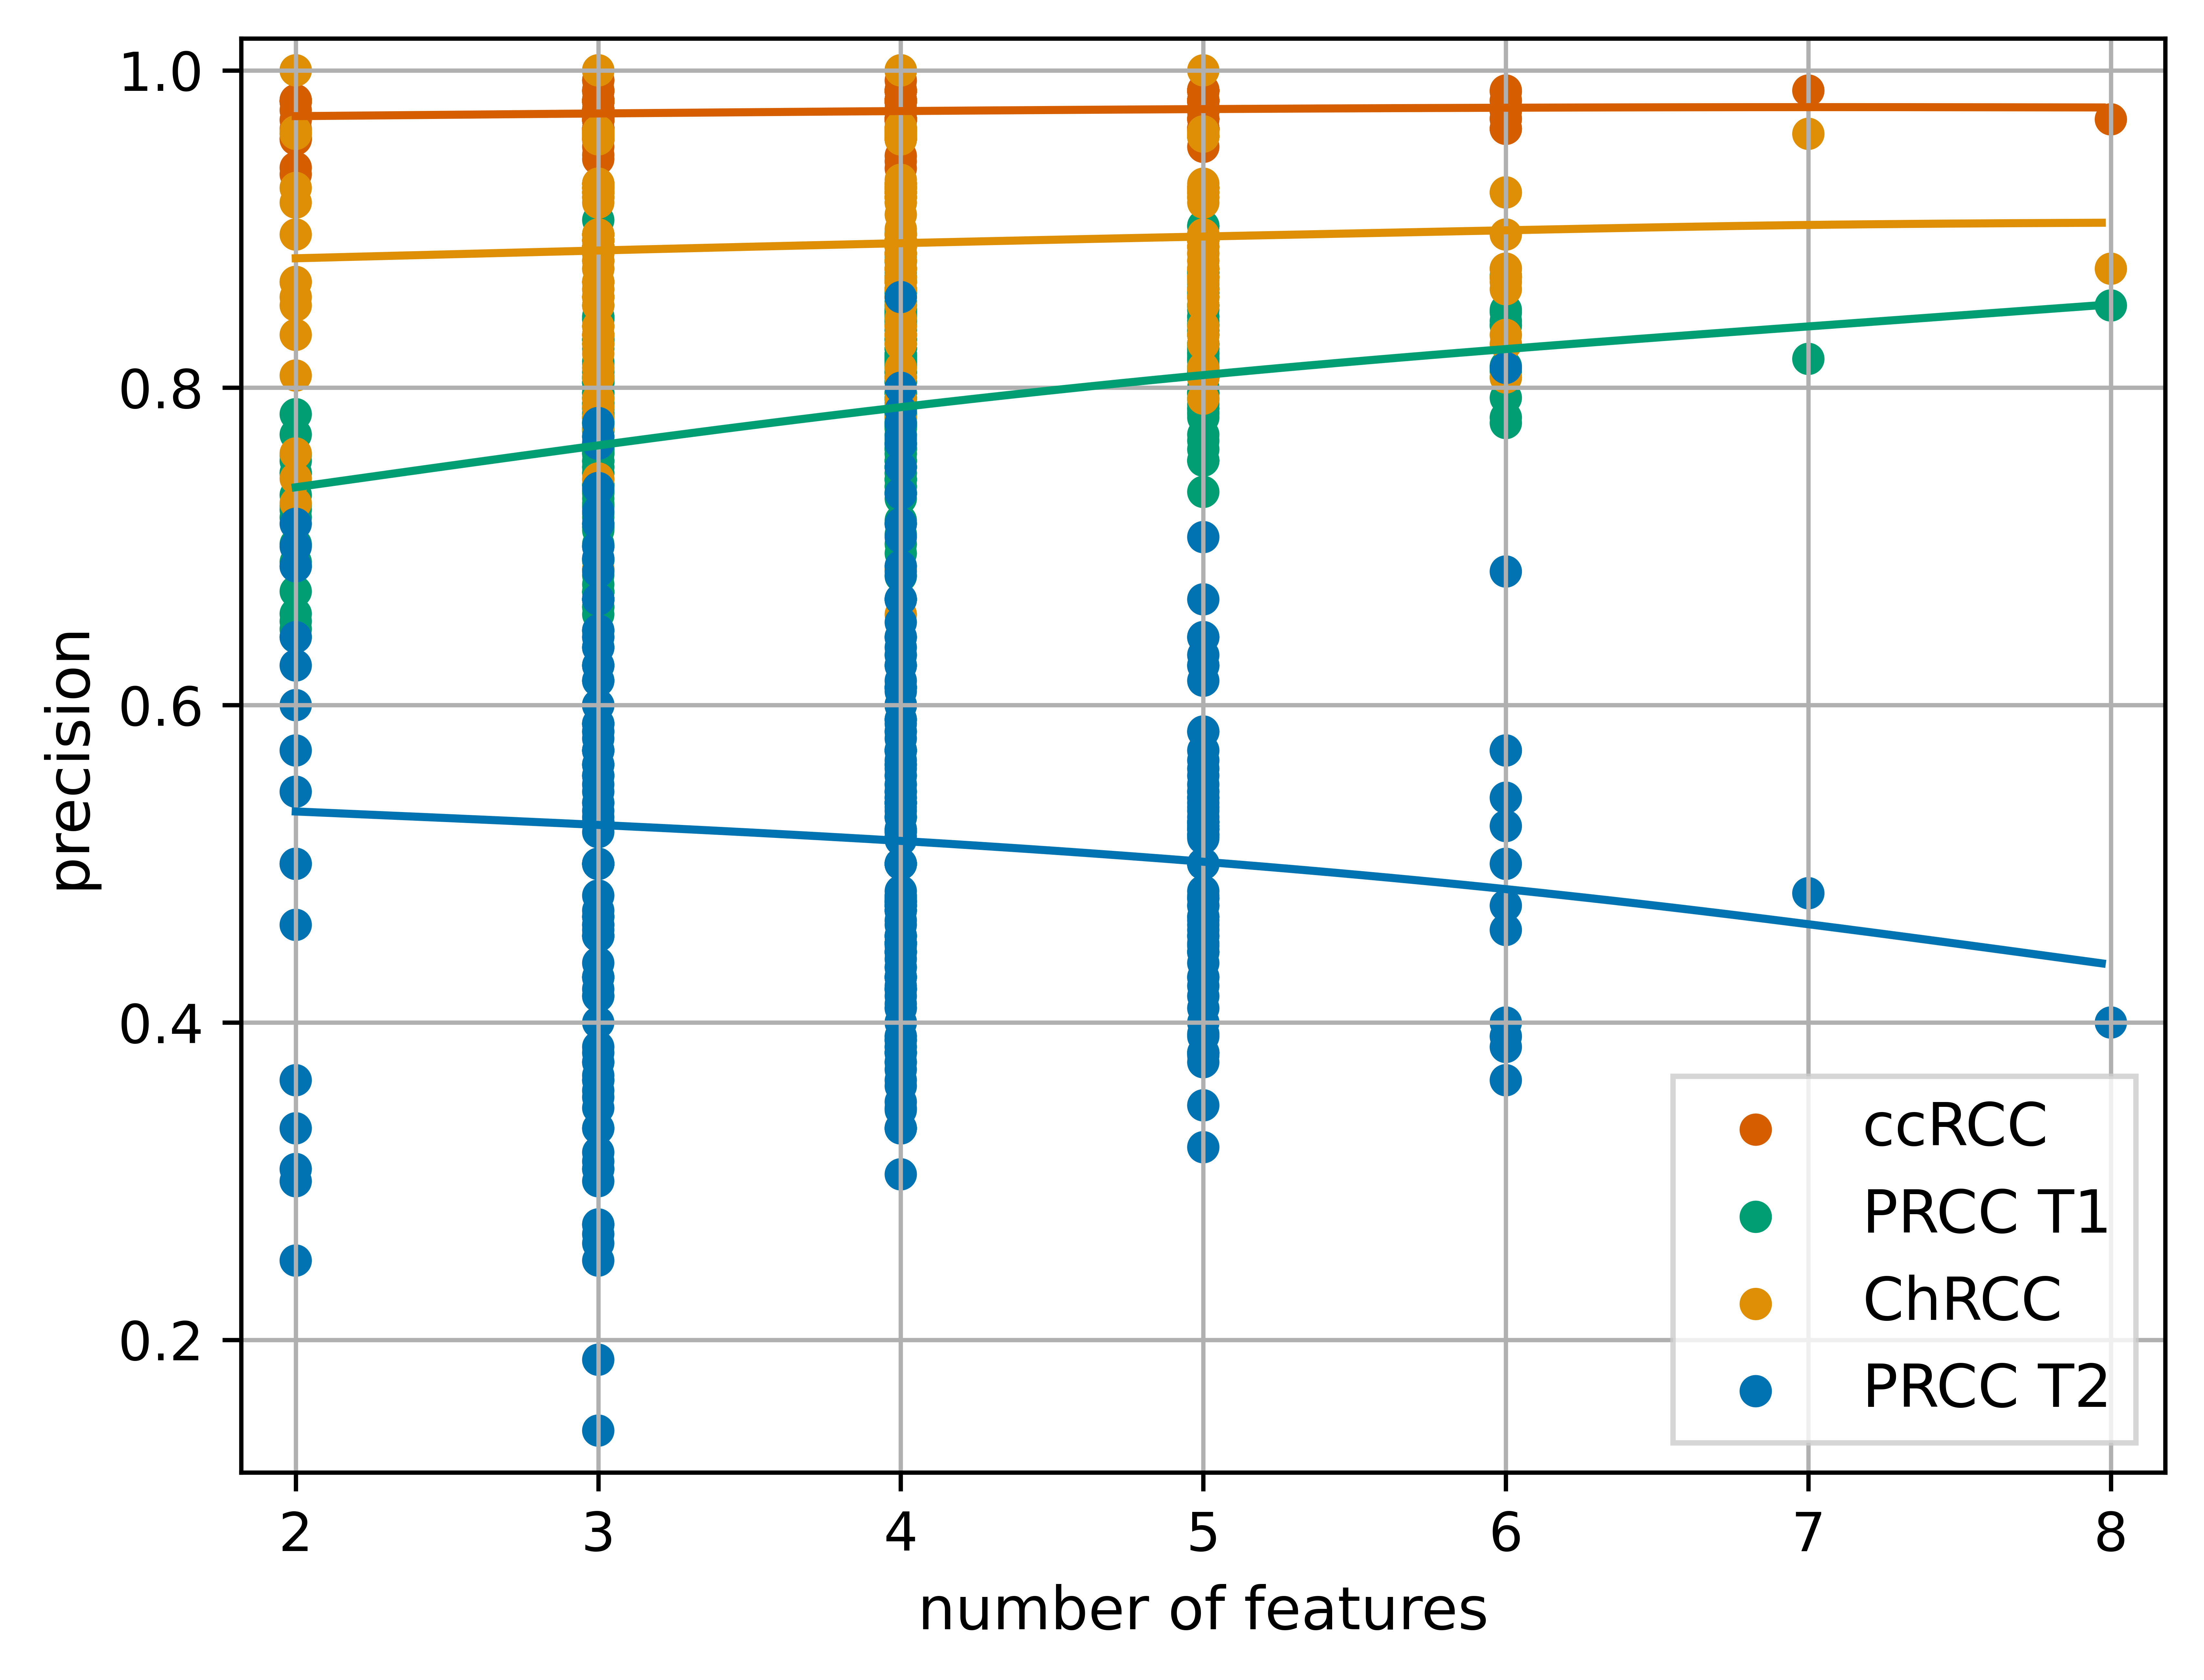 1.0
0.8
0.6
0.4
0.2
precision
2 3 4 5 6 7 8
number of features
ccRCC
PRCC T1
ChRCC
PRCC T2